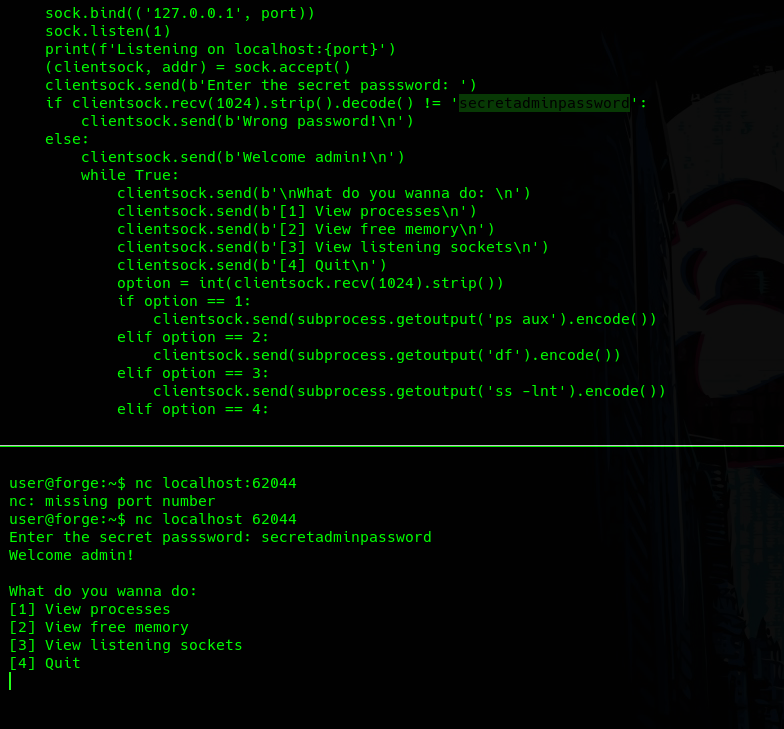 sock.bind(('127.0.0.1', port))
sock.listen(1)
print(f'Listening on localhost:{port}')
(clientsock, addr) = sock.accept()
clientsock.send(b'Enter the secret passsword: ')
if clientsock.recv(1024).strip().decode() != 'secretadminpassword':
clientsock.send(b'Wrong password!\n')
else:
clientsock.send(b'Welcome admin!\n')
while True:
clientsock.send(b'\nWhat do you wanna do: \n')
clientsock.send(b'[1] View processes\n')
clientsock.send(b'[2] View free memory\n')
clientsock.send(b'[3] View listening sockets\n')
clientsock.send(b'[4] Quit\n')
option = int(clientsock.recv(1024).strip())
if option == 1:
clientsock.send(subprocess.getoutput('ps aux').encode())
elif option == 2:
clientsock.send(subprocess.getoutput('df').encode())
elif option == 3:
clientsock.send(subprocess.getoutput('ss -lnt').encode())
elif option == 4:
user@forge:~$ nc localhost:62044
nc: missing port number
user@forge:~$ nc localhost 62044
Enter the secret passsword: secretadminpassword
Welcome admin!
What do you wanna do:
[1] View processes
[2] View free memory
[3] View listening sockets
[4] Quit